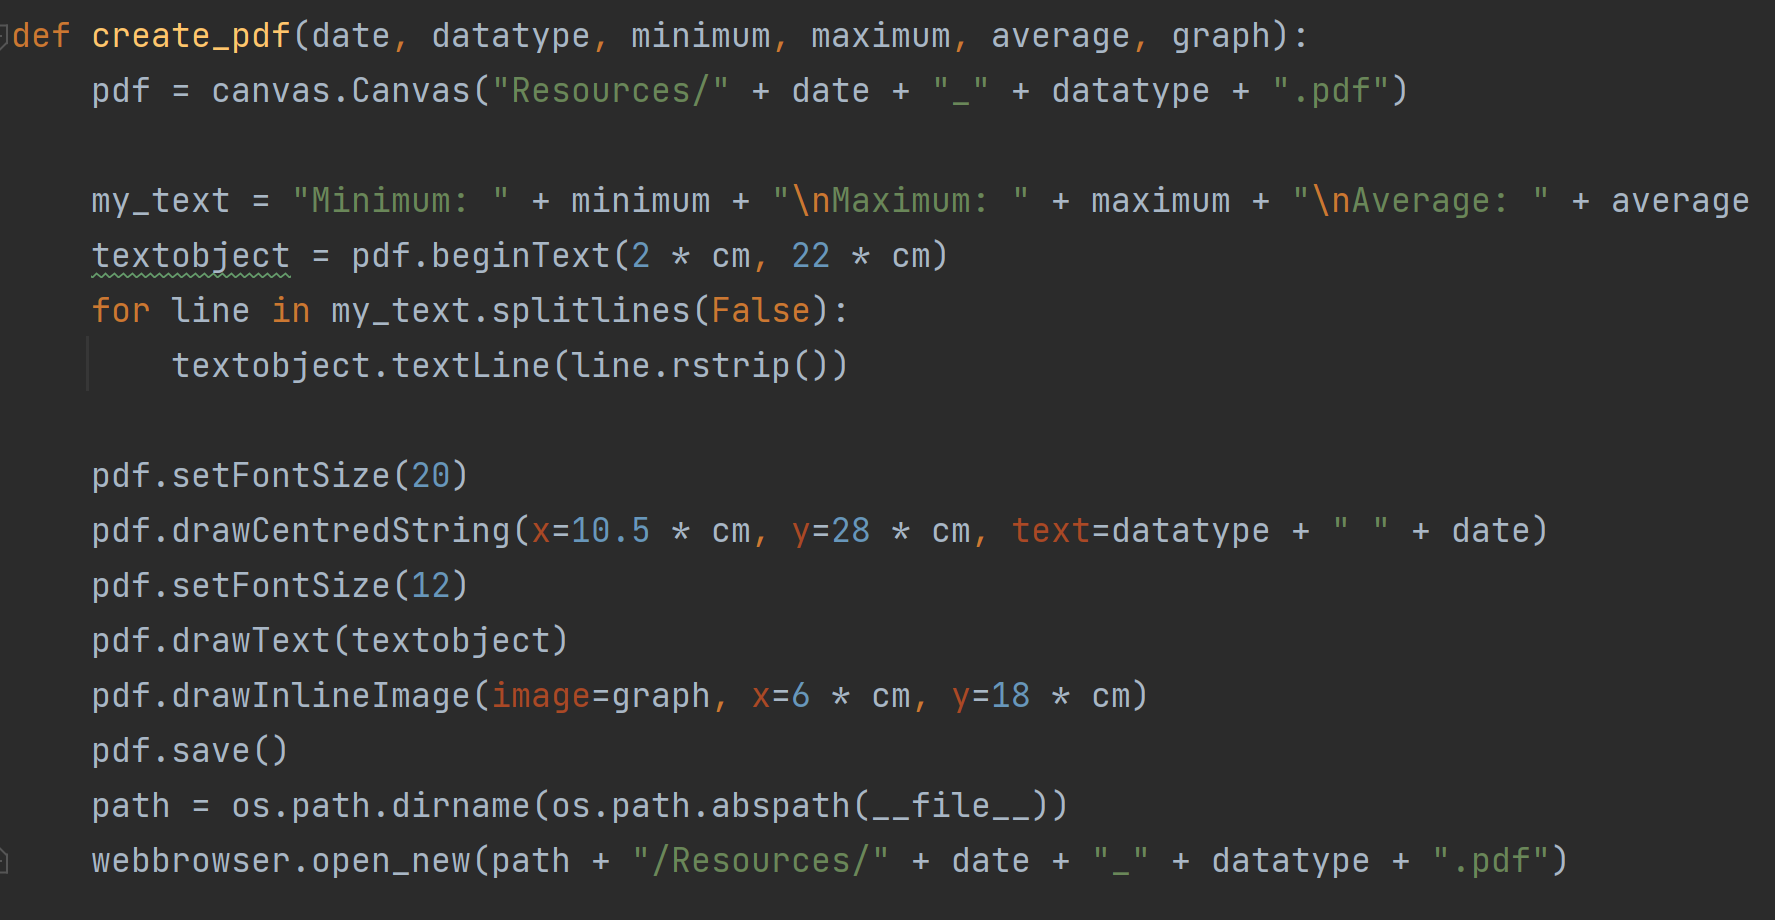 def create_pdf(date, datatype, minimum, maximum, average, graph):
    pdf = canvas.Canvas("Resources/" + date + "_" + datatype + ".pdf")

    my_text = "Minimum: " + minimum + "\nMaximum: " + maximum + "\nAverage: " + average
    textobject = pdf.beginText(2 * cm, 22 * cm)
    for line in my_text.splitlines(False):
        textobject.textLine(line.rstrip())

    pdf.setFontSize(20)
    pdf.drawCentredString(x=10.5 * cm, y=28 * cm, text=datatype + " " + date)
    pdf.setFontSize(12)
    pdf.drawText(textobject)
    pdf.drawInlineImage(image=graph, x=6 * cm, y=18 * cm)
    pdf.save()
    path = os.path.dirname(os.path.abspath(__file__))
    webbrowser.open_new(path + "/Resources/" + date + "_" + datatype + ".pdf")